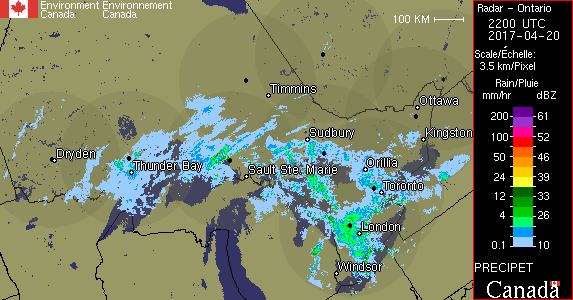 Environment Environnement
Canada Canada
100 KM
Timmins
Ottawa
Sudbury
Kingston
Dryden
Thunder Bay
Sault Ste. Marie
Orillia
Toronto
London
Windsor
Radar - Ontario
2200 UTC
2017-04-20
Scale/Échelle:
3.5 km/Pixel
Rain/Pluie
mm/hr dBZ
200 61
100 52
50 46
24 39
12 33
4 26
0.1 10
PRECIPET
Canada